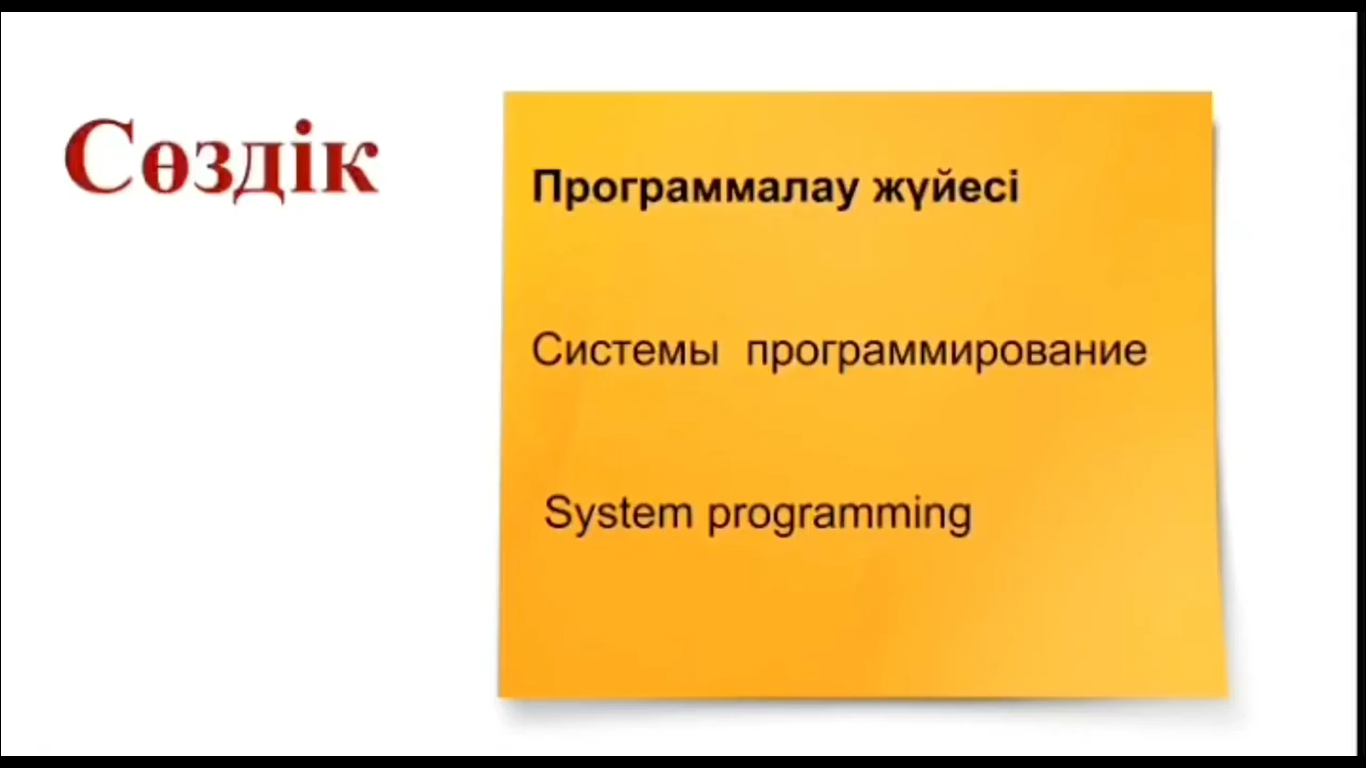 Сөздік
Программалау жүйесі
Системы программирование
System programming